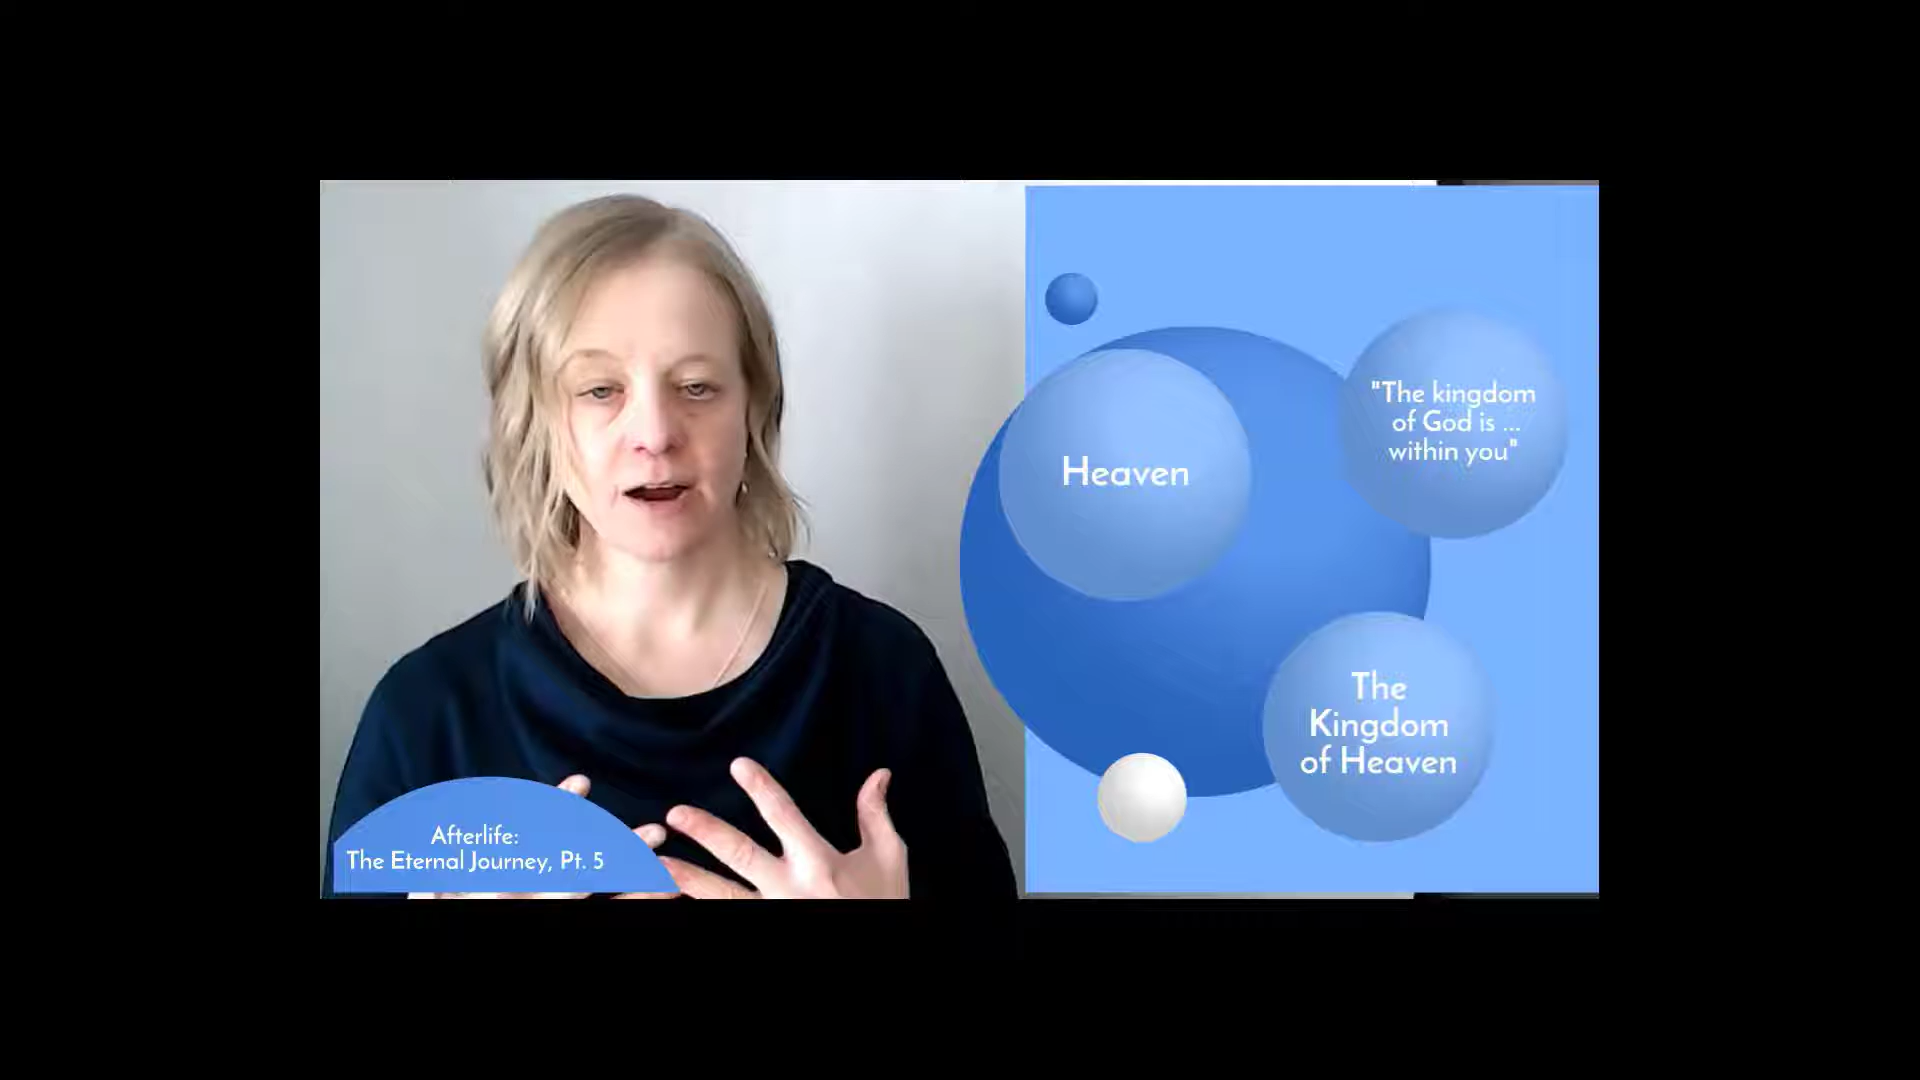 Heaven
"The kingdom
of God is ...
within you"
The
Kingdom
of Heaven
Afterlife:
The Eternal Journey, Pt. 5